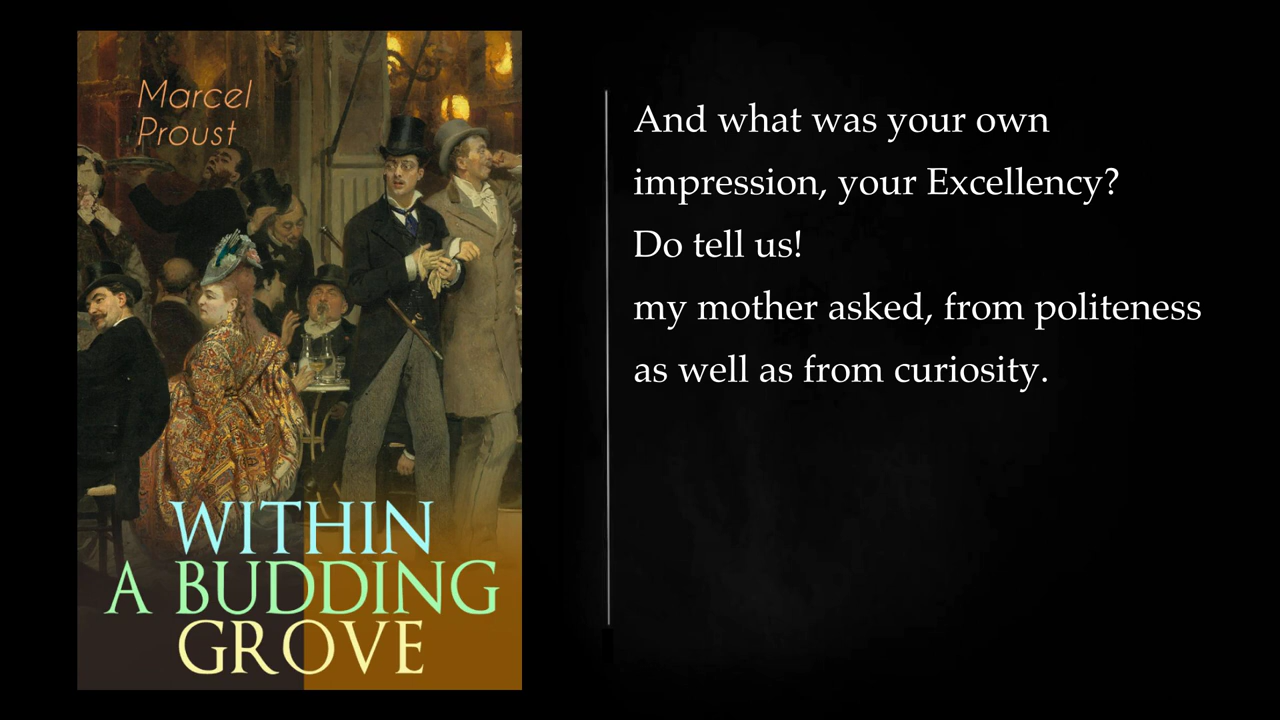 Marcel
Proust
WITHIN
A BUDDING
GROVE
And what was your own
impression, your Excellency?
Do tell us!
my mother asked, from politeness
as well as from curiosity.